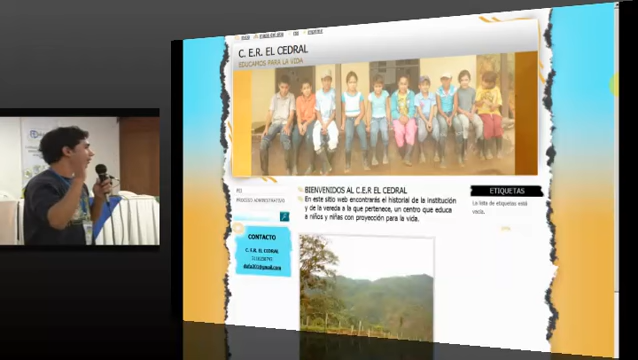 C. E.R. EL CEDRAL
EDUCAMOS PARA LA VIDA
BIENVENIDOS AL C.E.R EL CEDRAL
En este sitio web encontrarás el historial de la institución
y de la vereda a la que pertenece, un centro que educa
a niños y niñas con proyección para la vida.
ETIQUETAS
La lista de etiquetas está
vacía.
CONTACTO
C. E.R EL CEDRAL